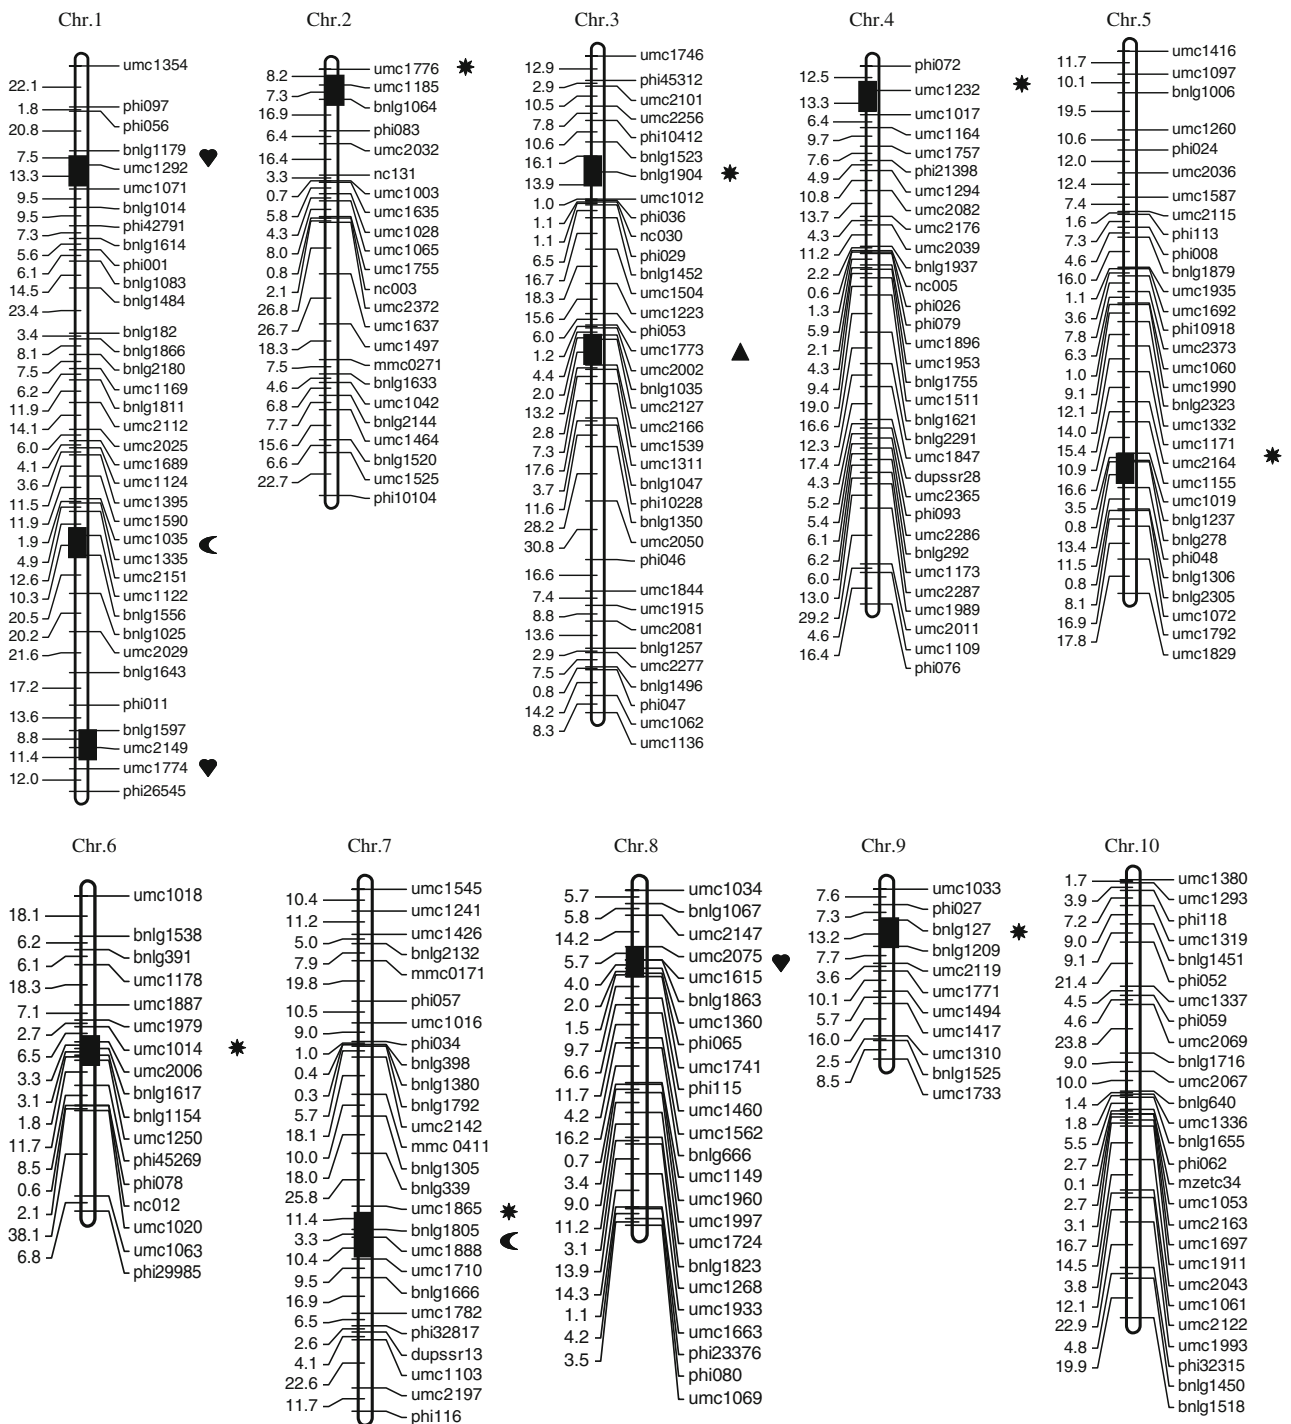 Chr.1
umc1354
22.1
phi097
1.8
phi056
20.8
bnlg1179
7.5
umc1292
13.3
umc1071
9.5
bnlg1014
9.5
phi42791
7.3
bnlg1614
5.6
phi001
6.1
bnlg1083
14.5
bnlg1484
23.4
bnlg182
3.4
bnlg1866
8.1
bnlg2180
7.5
umc1169
6.2
bnlg1811
11.9
umc2112
14.1
umc2025
6.0
umc1689
4.1
umc1124
3.6
umc1395
11.5
umc1590
11.9
umc1035
1.9
umc1335
4.9
umc2151
12.6
umc1122
10.3
bnlg1556
20.5
bnlg1025
20.2
umc2029
21.6
bnlg1643
17.2
phi011
13.6
bnlg1597
8.8
umc2149
11.4
umc1774
12.0
phi26545
Chr.2
umc1776
8.2
umc1185
7.3
bnlg1064
16.9
phi083
6.4
umc2032
16.4
nc131
3.3
umc1003
0.7
umc1635
5.8
umc1028
4.3
umc1065
8.0
umc1755
0.8
nc003
2.1
umc2372
26.8
umc1637
26.7
umc1497
18.3
mmc0271
7.5
bnlg1633
4.6
umc1042
6.8
bnlg2144
7.7
umc1464
15.6
bnlg1520
6.6
umc1525
22.7
phi10104
Chr.3
umc1746
12.9
phi45312
2.9
umc2101
10.5
umc2256
7.8
phi10412
10.6
bnlg1523
16.1
bnlg1904
13.9
umc1012
1.0
phi036
1.1
nc030
1.1
phi029
6.5
bnlg1452
16.7
umc1504
18.3
umc1223
15.6
phi053
6.0
umc1773
1.2
umc2002
4.4
bnlg1035
2.0
umc2127
13.2
umc2166
2.8
umc1539
7.3
umc1311
17.6
bnlg1047
3.7
phi10228
11.6
bnlg1350
28.2
umc2050
30.8
phi046
16.6
umc1844
7.4
umc1915
8.8
umc2081
13.6
bnlg1257
2.9
umc2277
7.5
bnlg1496
0.8
phi047
14.2
umc1062
8.3
umc1136
Chr.4
phi072
12.5
umc1232
13.3
umc1017
6.4
umc1164
9.7
umc1757
7.6
phi21398
4.9
umc1294
10.8
umc2082
13.7
umc2176
4.3
umc2039
11.2
bnlg1937
2.2
nc005
0.6
phi026
1.3
phi079
5.9
umc1896
2.1
umc1953
4.3
bnlg1755
9.4
umc1511
19.0
bnlg1621
16.6
bnlg2291
12.3
umc1847
17.4
dupssr28
4.3
umc2365
5.2
phi093
5.4
umc2286
6.1
bnlg292
6.2
umc1173
6.0
umc2287
13.0
umc1989
29.2
umc2011
4.6
umc1109
16.4
phi076
Chr.5
umc1416
11.7
umc1097
10.1
bnlg1006
19.5
umc1260
10.6
phi024
12.0
umc2036
12.4
umc1587
7.4
umc2115
1.6
phi113
7.3
phi008
4.6
bnlg1879
16.0
umc1935
1.1
umc1692
3.6
phi10918
7.8
umc2373
6.3
umc1060
1.0
umc1990
9.1
bnlg2323
12.1
umc1332
14.0
umc1171
15.4
umc2164
10.9
umc1155
16.6
umc1019
3.5
bnlg1237
0.8
bnlg278
13.4
phi048
11.5
bnlg1306
0.8
bnlg2305
8.1
umc1072
16.9
umc1792
17.8
umc1829
Chr.6
umc1018
18.1
bnlg1538
6.2
bnlg391
6.1
umc1178
18.3
umc1887
7.1
umc1979
2.7
umc1014
6.5
umc2006
3.3
bnlg1617
3.1
bnlg1154
1.8
umc1250
11.7
phi45269
8.5
phi078
0.6
nc012
2.1
umc1020
38.1
umc1063
6.8
phi29985
Chr.7
umc1545
10.4
umc1241
11.2
umc1426
5.0
bnlg2132
7.9
mmc0171
19.8
phi057
10.5
umc1016
9.0
phi034
1.0
bnlg398
0.4
bnlg1380
0.3
bnlg1792
5.7
umc2142
18.1
mmc 0411
10.0
bnlg1305
18.0
bnlg339
25.8
umc1865
11.4
bnlg1805
3.3
umc1888
10.4
umc1710
9.5
bnlg1666
16.9
umc1782
6.5
phi32817
2.6
dupssr13
4.1
umc1103
22.6
umc2197
11.7
phi116
Chr.8
umc1034
5.7
bnlg1067
5.8
umc2147
14.2
umc2075
5.7
umc1615
4.0
bnlg1863
2.0
umc1360
1.5
phi065
9.7
umc1741
6.6
phi115
11.7
umc1460
4.2
umc1562
16.2
bnlg666
0.7
umc1149
3.4
umc1960
9.0
umc1997
11.2
umc1724
3.1
bnlg1823
13.9
umc1268
14.3
umc1933
1.1
umc1663
4.2
phi23376
3.5
phi080
umc1069
Chr.9
umc1033
7.6
phi027
7.3
bnlg127
13.2
bnlg1209
7.7
umc2119
3.6
umc1771
10.1
umc1494
5.7
umc1417
16.0
umc1310
2.5
bnlg1525
8.5
umc1733
Chr.10
umc1380
1.7
umc1293
3.9
phi118
7.2
umc1319
9.0
bnlg1451
9.1
phi052
21.4
umc1337
4.5
phi059
4.6
umc2069
23.8
bnlg1716
9.0
umc2067
10.0
bnlg640
1.4
umc1336
1.8
bnlg1655
5.5
phi062
2.7
mzetc34
0.1
umc1053
2.7
umc2163
3.1
umc1697
16.7
umc1911
14.5
umc2043
3.8
umc1061
12.1
umc2122
22.9
umc1993
4.8
phi32315
19.9
bnlg1450
bnlg1518